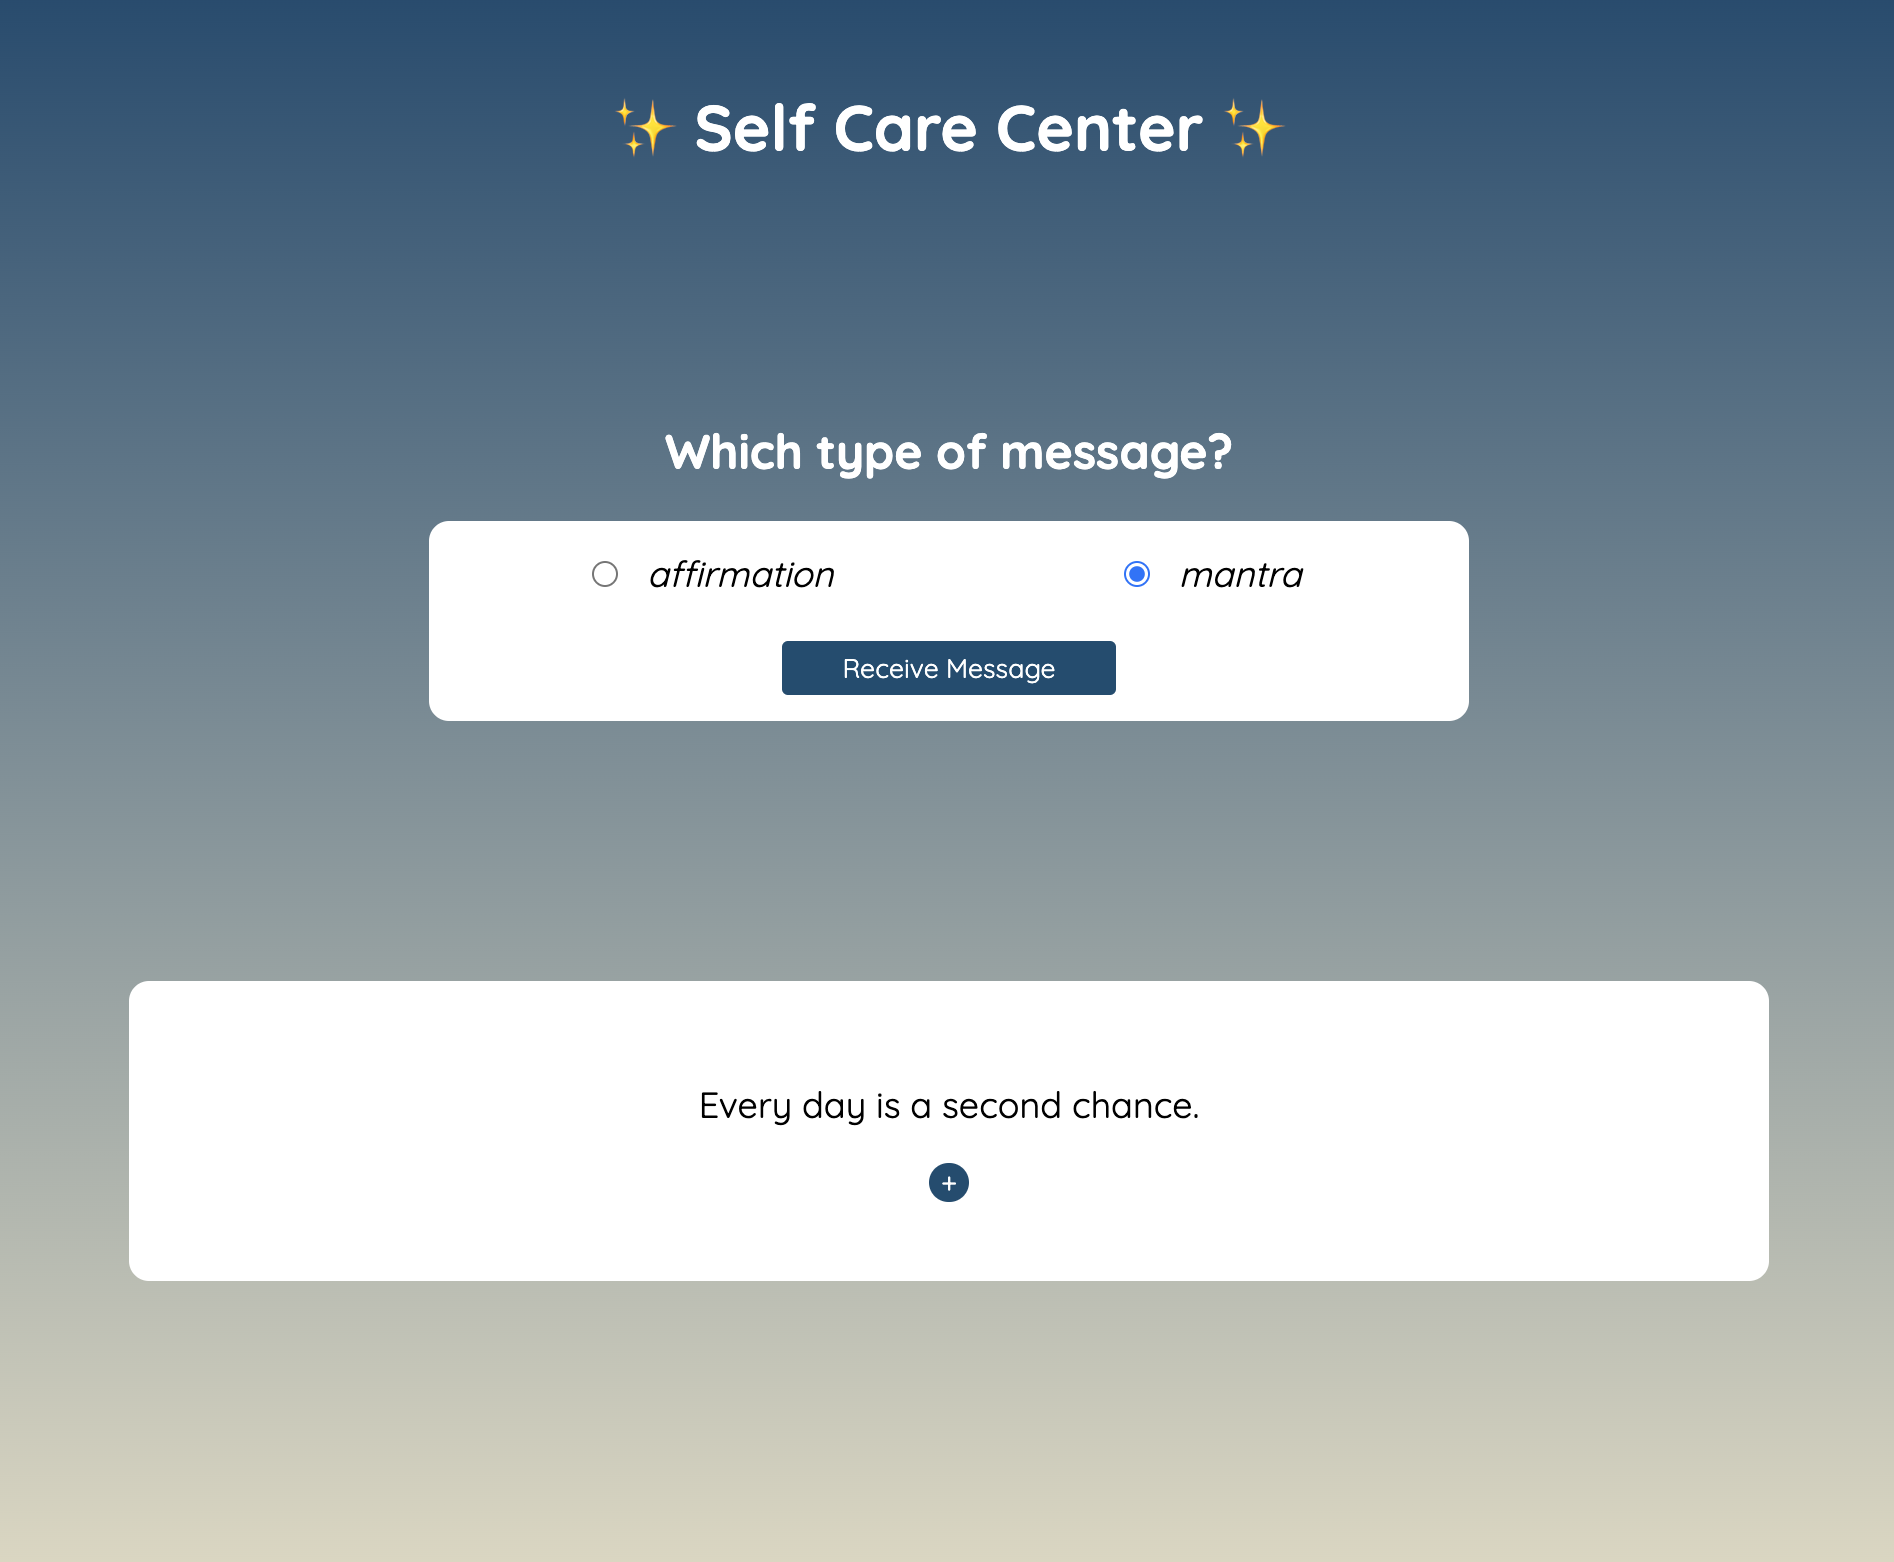 ✨ Self Care Center ✨
Which type of message?
affirmation
mantra
Receive Message
Every day is a second chance.
+